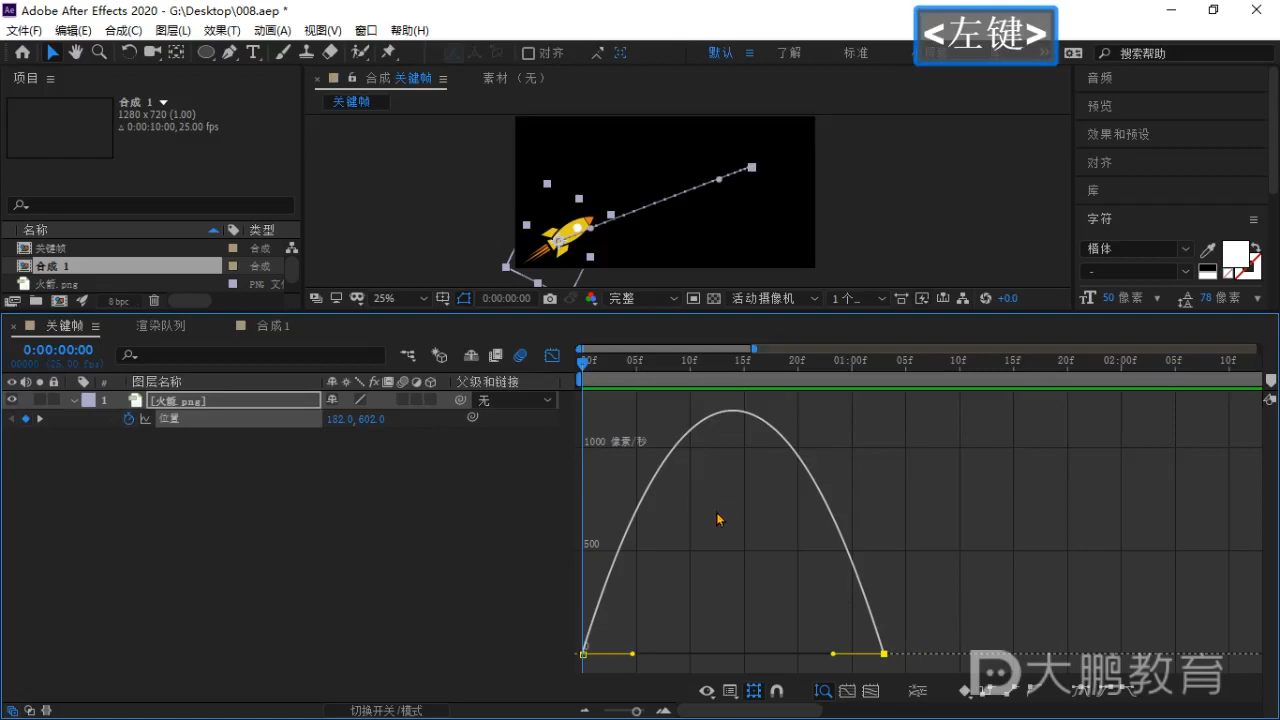 Adobe After Effects 2020 - G:\Desktop\008.aep *
文件(F) 编辑(E) 合成(C) 图层(L) 效果(T) 动画(A) 视图(V) 窗口 帮助(H)
<左键>
对齐 默认 了解 标准 搜索帮助
项目
合成 关键帧 素材（无）
音频
关键帧
合成 1
1280 x 720 (1.00)
Δ 0:00:10:00, 25.00 fps
预览
效果和预设
对齐
库
字符
名称 类型
关键帧 合成
合成 1 合成
火箭.png PNG 文
楷体
-
8 bpc
25% 0:00:00:00 完整 活动摄像机 1 个... +0.0
50 像素 78 像素
关键帧 渲染队列 合成 1
0:00:00:00
00000 (25.00 fps)
00f 05f 10f 15f 20f 01:00f 05f 10f 15f 20f 02:00f 05f 10f
# 图层名称 父级和链接
1 [火箭.png] 无
位置 182.0, 602.0
1000 像素/秒
500
大鹏教育
切换开关/模式